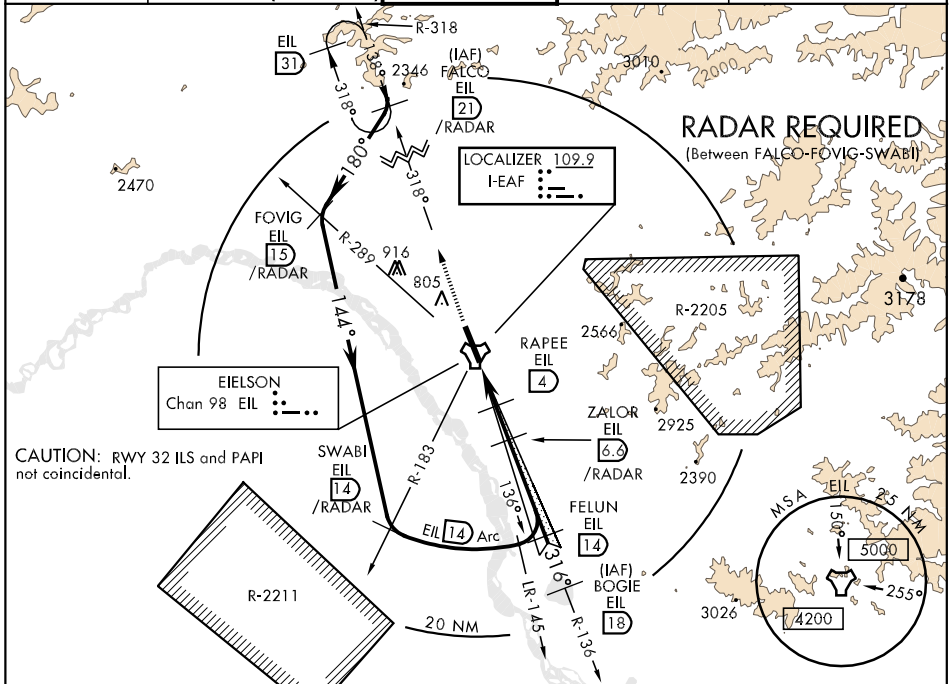 R-318
EIL
31
138°
318°
2346
(IAF)
FALCO
EIL
21
/RADAR
3010
2000
RADAR REQUIRED
(Between FALCO-FOVIG-SWABI)
LOCALIZER 109.9
I-EAF
180°
318°
2470
FOVIG
EIL
15
/RADAR
R-289
916
805
144°
R-2205
3178
2566
RAPEE
EIL
4
EIELSON
Chan 98 EIL
ZALOR
EIL
6.6
/RADAR
2925
2390
CAUTION: RWY 32 ILS and PAPI
not coincidental.
SWABI
EIL
14
/RADAR
R-183
136°
EIL 14 Arc
FELUN
EIL
14
316°
(IAF)
BOGIE
EIL
18
R-2211
20 NM
LR-145
R-136
3026
MSA EIL 25 NM
150°
5000
255°
4200